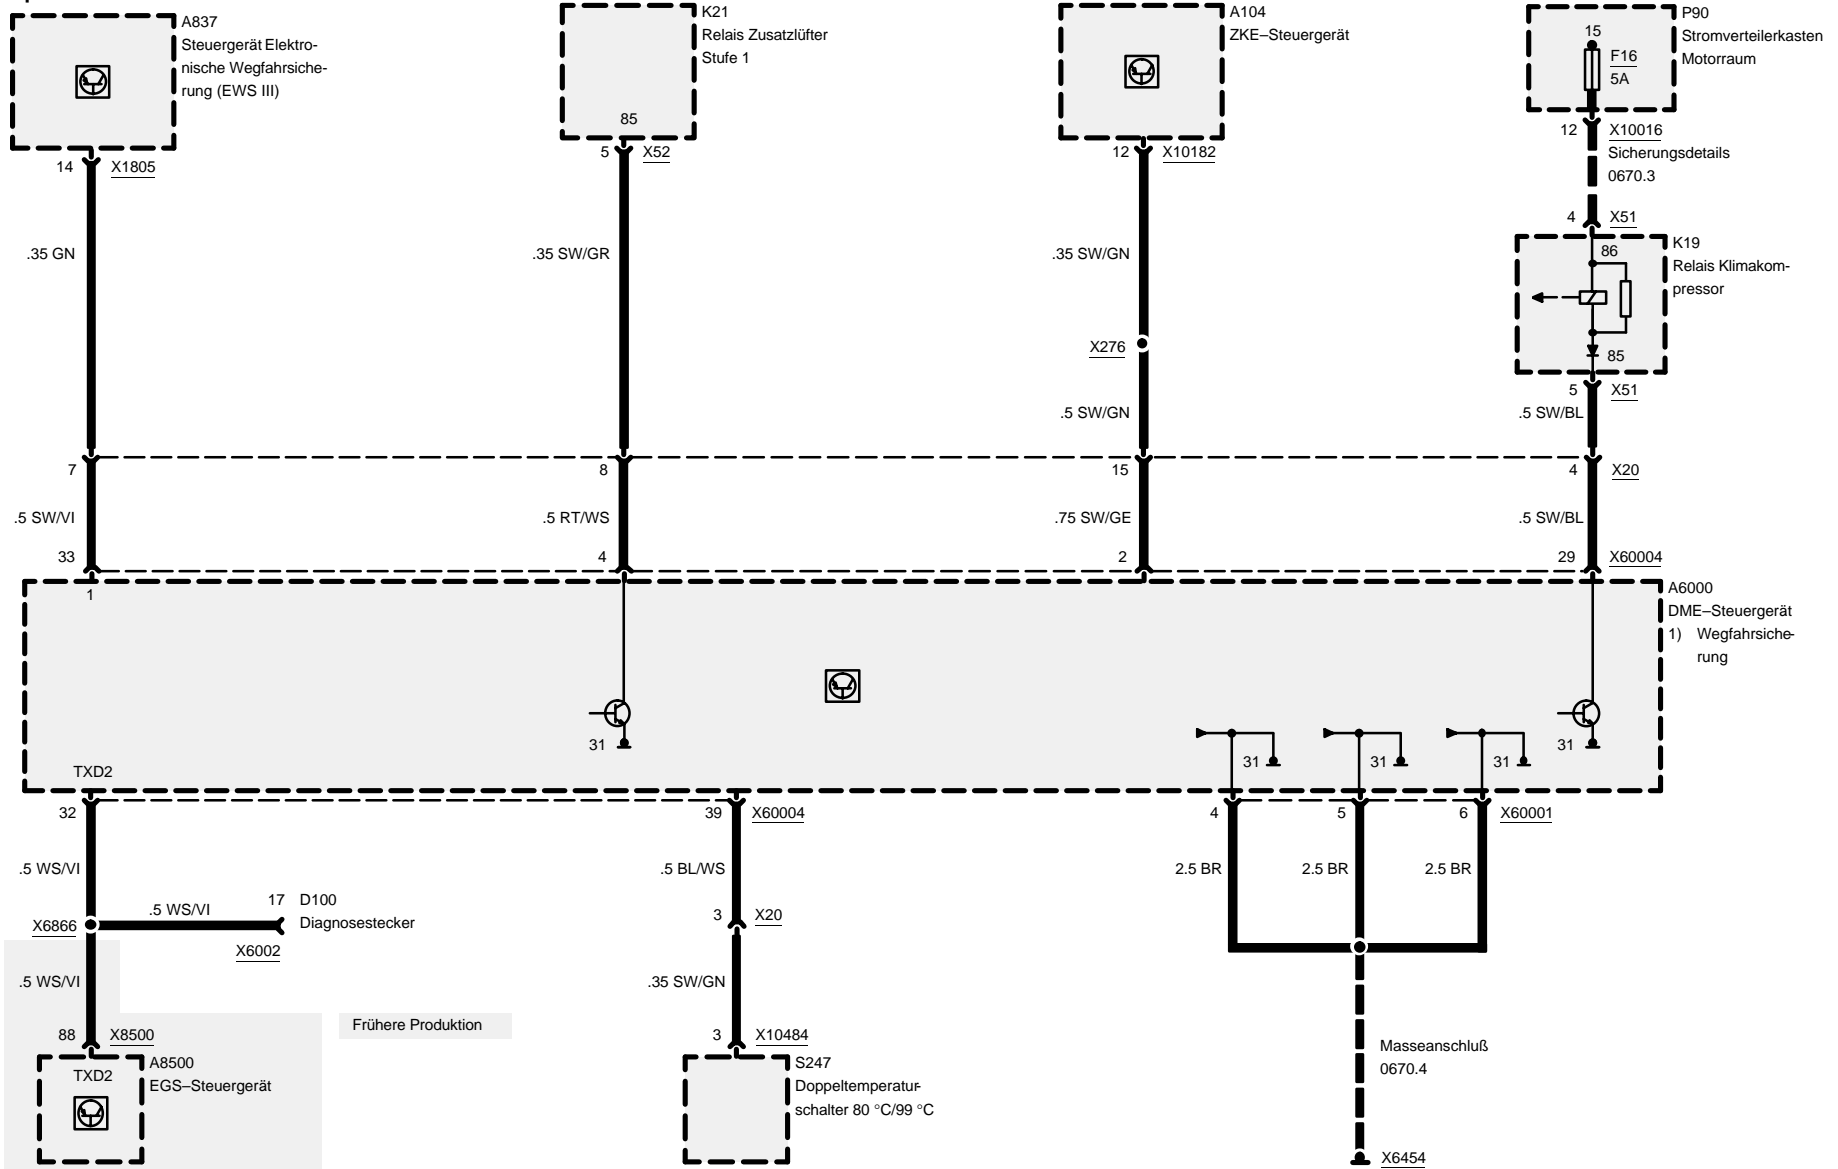 A837
Steuergerät Elektro-
nische Wegfahrsiche-
rung (EWS III)
K21
Relais Zusatzlüfter
Stufe 1
85
A104
ZKE–Steuergerät
P90
Stromverteilerkasten
Motorraum
15
F16
5A
14 X1805
5 X52
12 X10182
12 X10016
Sicherungsdetails
0670.3
4 X51
K19
Relais Klimakom-
pressor
86
85
5 X51
.35 GN
.35 SW/GR
.35 SW/GN
X276
.5 SW/GN
.5 SW/BL
7
8
15
4 X20
.5 SW/VI
.5 RT/WS
.75 SW/GE
.5 SW/BL
33
4
2
29 X60004
1
A6000
DME–Steuergerät
1) Wegfahrsiche-
rung
31
31
31
31
31
TXD2
32
39 X60004
4
5
6 X60001
.5 WS/VI
.5 BL/WS
2.5 BR
2.5 BR
2.5 BR
X6866
.5 WS/VI
17 D100
Diagnosestecker
X6002
3 X20
.5 WS/VI
.35 SW/GN
Frühere Produktion
88 X8500
3 X10484
A8500
EGS–Steuergerät
TXD2
S247
Doppeltemperatur-
schalter 80 °C/99 °C
Masseanschluß
0670.4
X6454